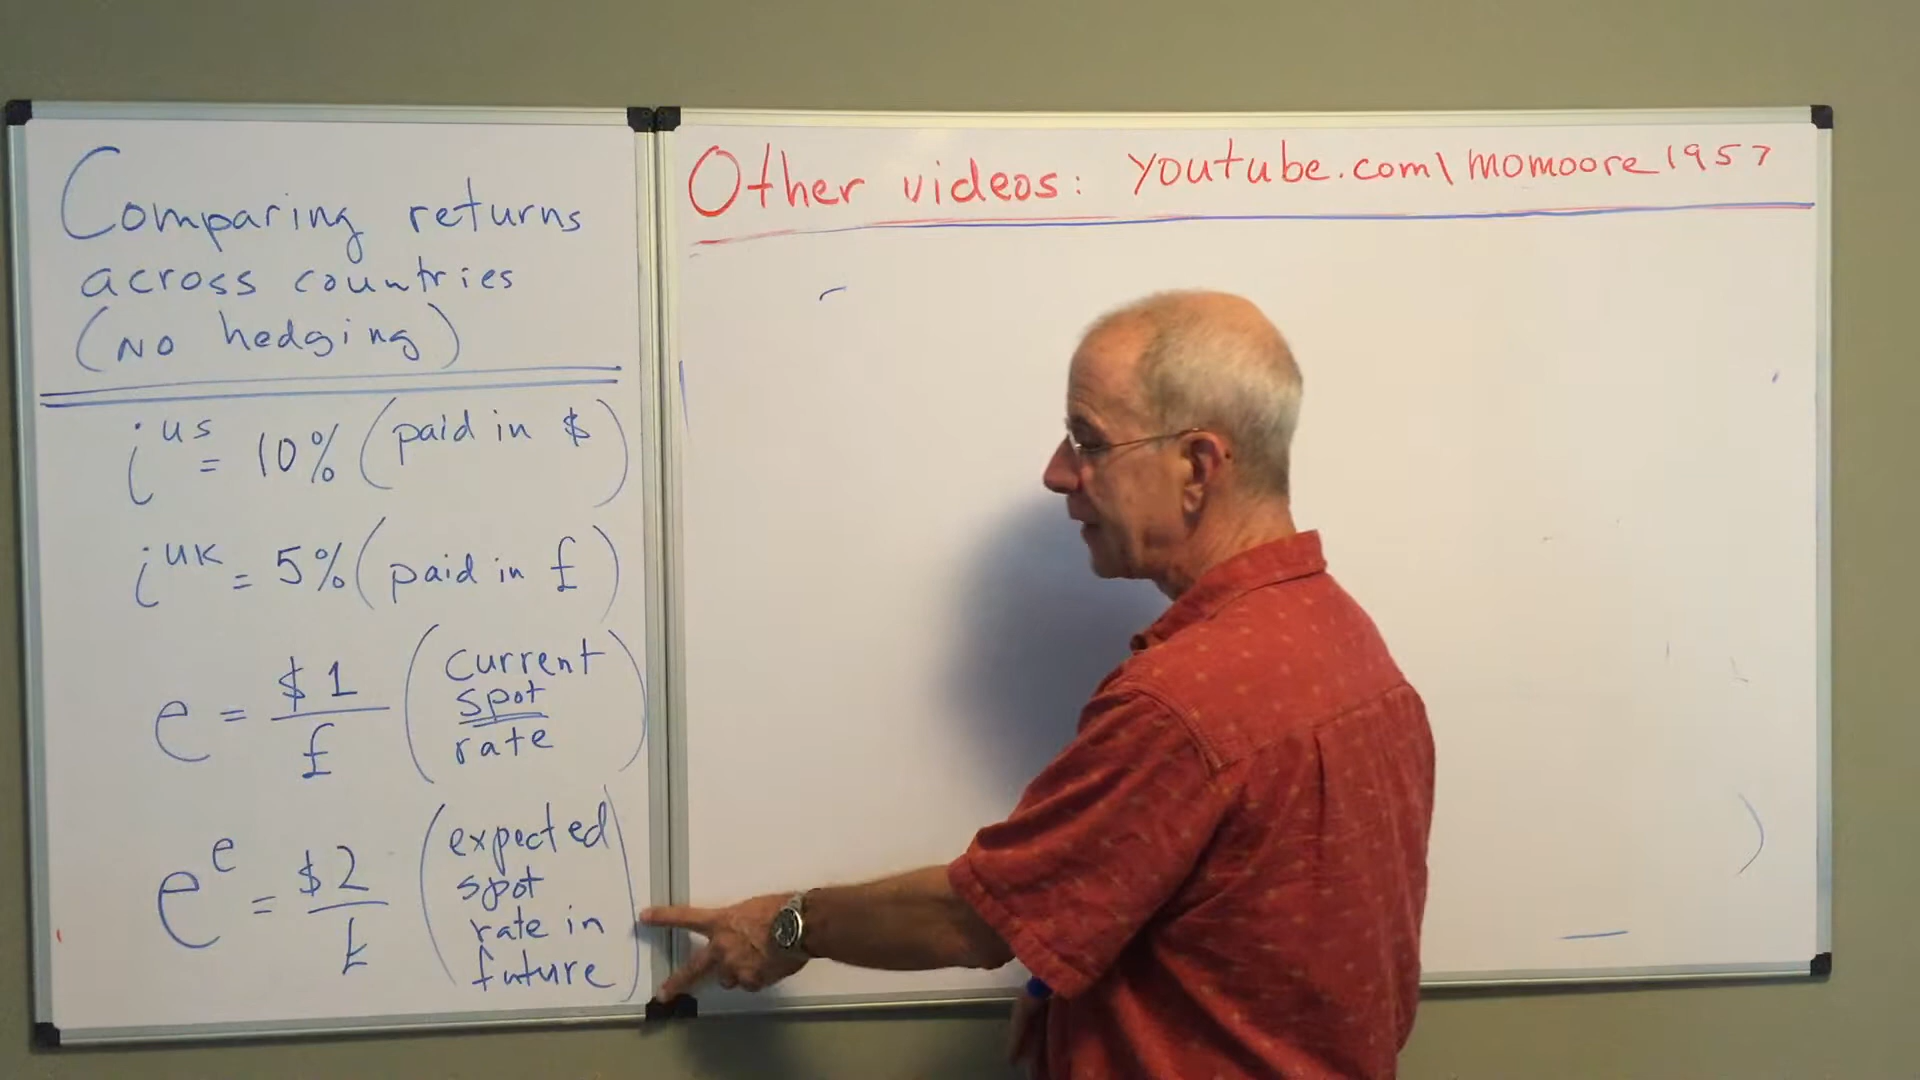 Comparing returns
across countries
(No hedging)
i^US = 10% (paid in $)
i^UK = 5% (paid in £)
e = $1/£ (current
spot
rate)
e^e = $2/£ (expected
spot
rate in
future)
Other videos: youtube.com\momoore1957